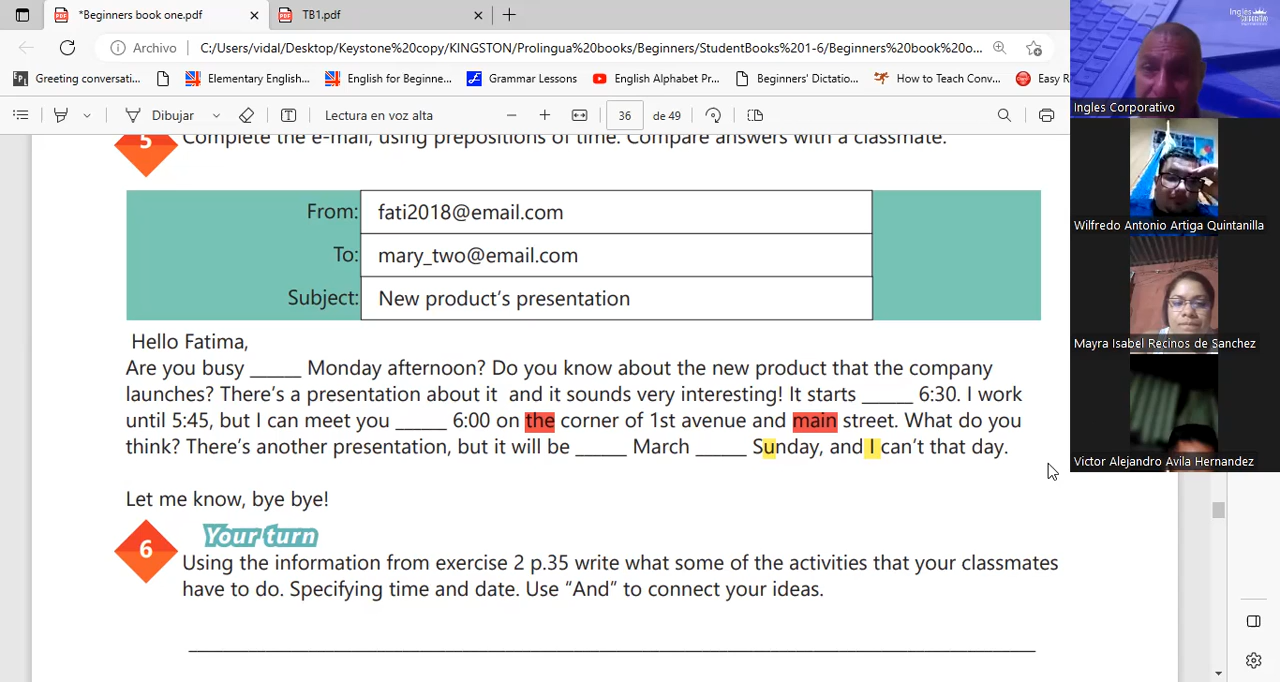 *Beginners book one.pdf
TB1.pdf
Archivo
C:/Users/vidal/Desktop/Keystone%20copy/KINGSTON/Prolingua%20books/Beginners/StudentBooks%201-6/Beginners%20book%20o...
Greeting conversati...
Elementary English...
English for Beginne...
Grammar Lessons
English Alphabet Pr...
Beginners' Dictatio...
How to Teach Conv...
Easy R
Dibujar
Lectura en voz alta
36
de 49
5
Complete the e-mail, using prepositions of time. Compare answers with a classmate.
From: fati2018@email.com
To: mary_two@email.com
Subject: New product's presentation
Hello Fatima,
Are you busy _____ Monday afternoon? Do you know about the new product that the company
launches? There's a presentation about it and it sounds very interesting! It starts _____ 6:30. I work
until 5:45, but I can meet you _____ 6:00 on the corner of 1st avenue and main street. What do you
think? There's another presentation, but it will be _____ March _____ Sunday, and I can't that day.
Let me know, bye bye!
6
Your turn
Using the information from exercise 2 p.35 write what some of the activities that your classmates
have to do. Specifying time and date. Use “And” to connect your ideas.
Ingles Corporativo
Wilfredo Antonio Artiga Quintanilla
Mayra Isabel Recinos de Sanchez
Victor Alejandro Avila Hernandez